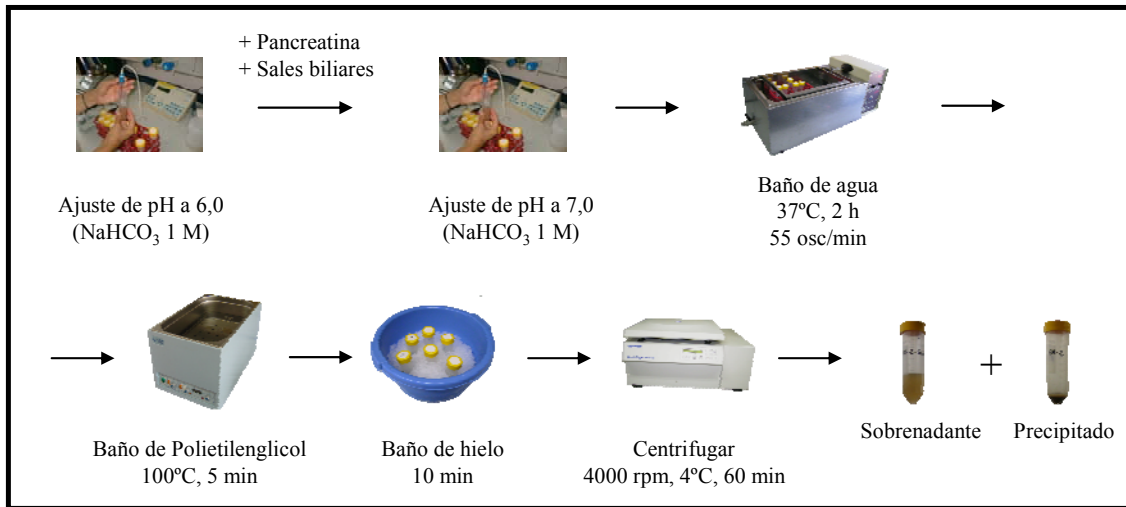 + Pancreatina
+ Sales biliares
Ajuste de pH a 6,0
(NaHCO₃ 1 M)
Ajuste de pH a 7,0
(NaHCO₃ 1 M)
Baño de agua
37ºC, 2 h
55 osc/min
Baño de Polietilenglicol
100ºC, 5 min
Baño de hielo
10 min
Centrifugar
4000 rpm, 4ºC, 60 min
+
Sobrenadante
Precipitado